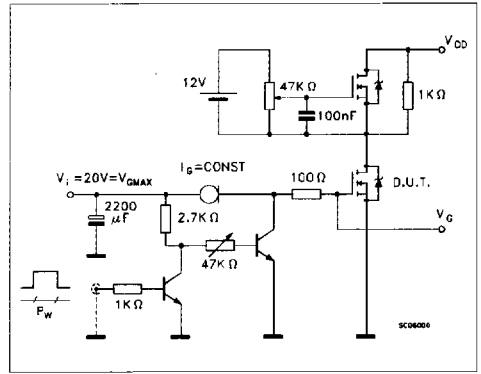 V_DD
12V
47KΩ
100nF
1KΩ
V_i =20V=V_GMAX
I_G=CONST
2200
μF
2.7KΩ
100Ω
D.U.T.
V_G
47KΩ
1KΩ
P_W
SC06000